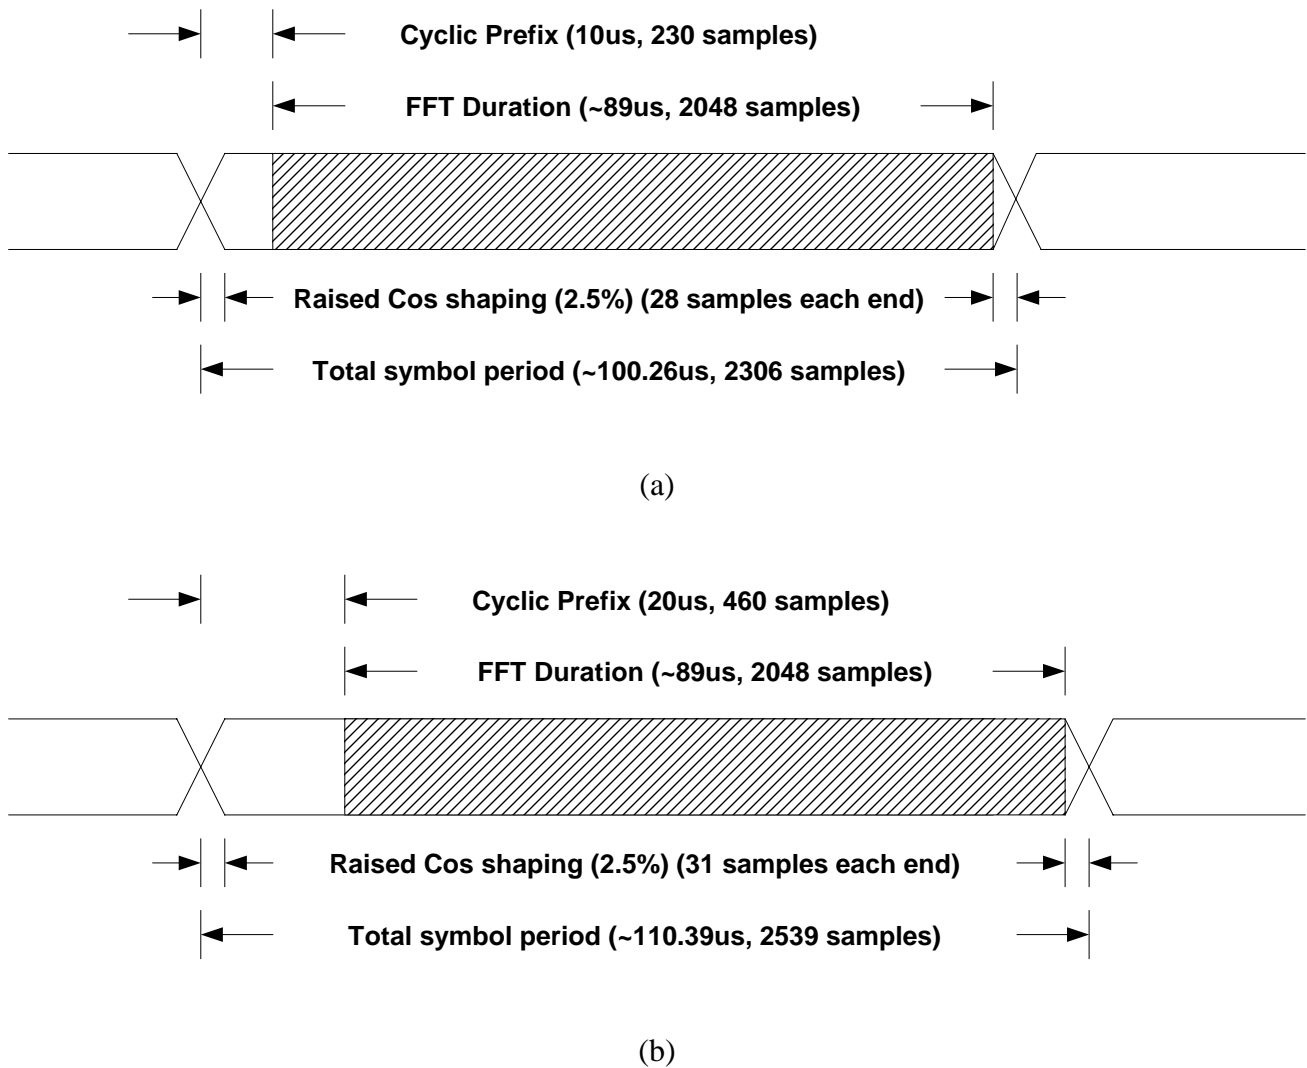 Cyclic Prefix (10us, 230 samples)
FFT Duration (~89us, 2048 samples)
Raised Cos shaping (2.5%) (28 samples each end)
Total symbol period (~100.26us, 2306 samples)
(a)
Cyclic Prefix (20us, 460 samples)
FFT Duration (~89us, 2048 samples)
Raised Cos shaping (2.5%) (31 samples each end)
Total symbol period (~110.39us, 2539 samples)
(b)